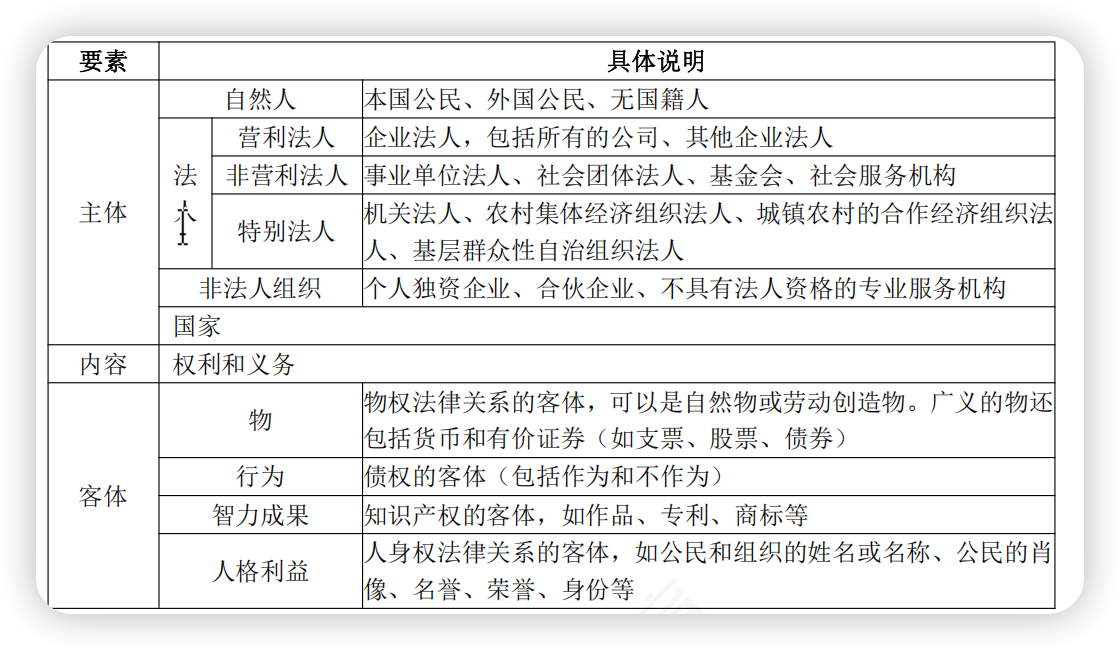 要素 具体说明
自然人 本国公民、外国公民、无国籍人
营利法人 企业法人，包括所有的公司、其他企业法人
法 非营利法人 事业单位法人、社会团体法人、基金会、社会服务机构
主体 人 特别法人 机关法人、农村集体经济组织法人、城镇农村的合作经济组织法
人、基层群众性自治组织法人
非法人组织 个人独资企业、合伙企业、不具有法人资格的专业服务机构
国家
内容 权利和义务
物 物权法律关系的客体，可以是自然物或劳动创造物。广义的物还
包括货币和有价证券（如支票、股票、债券）
行为 债权的客体（包括作为和不作为）
客体 智力成果 知识产权的客体，如作品、专利、商标等
人格利益 人身权法律关系的客体，如公民和组织的姓名或名称、公民的肖
像、名誉、荣誉、身份等